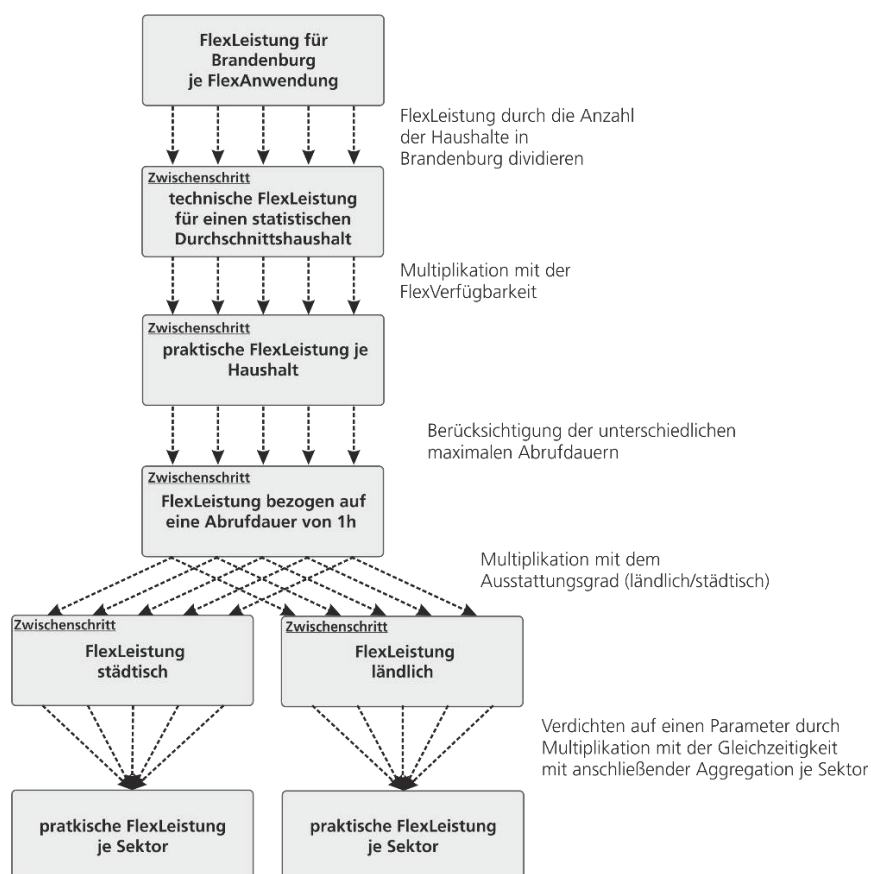 FlexLeistung für
Brandenburg
je FlexAnwendung
FlexLeistung durch die Anzahl
der Haushalte in
Brandenburg dividieren
Zwischenschritt
technische FlexLeistung
für einen statistischen
Durchschnittshaushalt
Multiplikation mit der
FlexVerfügbarkeit
Zwischenschritt
praktische FlexLeistung je
Haushalt
Berücksichtigung der unterschiedlichen
maximalen Abrufdauern
Zwischenschritt
FlexLeistung bezogen auf
eine Abrufdauer von 1h
Multiplikation mit dem
Ausstattungsgrad (ländlich/städtisch)
Zwischenschritt
FlexLeistung
städtisch
Zwischenschritt
FlexLeistung
ländlich
Verdichten auf einen Parameter durch
Multiplikation mit der Gleichzeitigkeit
mit anschließender Aggregation je Sektor
pratkische FlexLeistung
je Sektor
praktische FlexLeistung
je Sektor